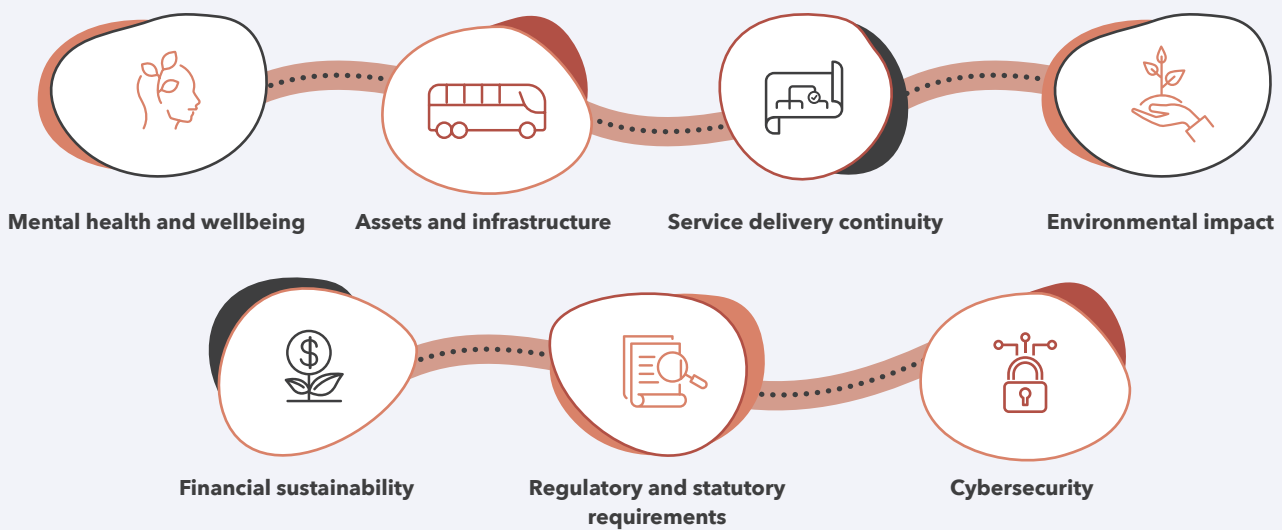 Mental health and wellbeing
Assets and infrastructure
Service delivery continuity
Environmental impact
$
Financial sustainability
Regulatory and statutory
requirements
Cybersecurity